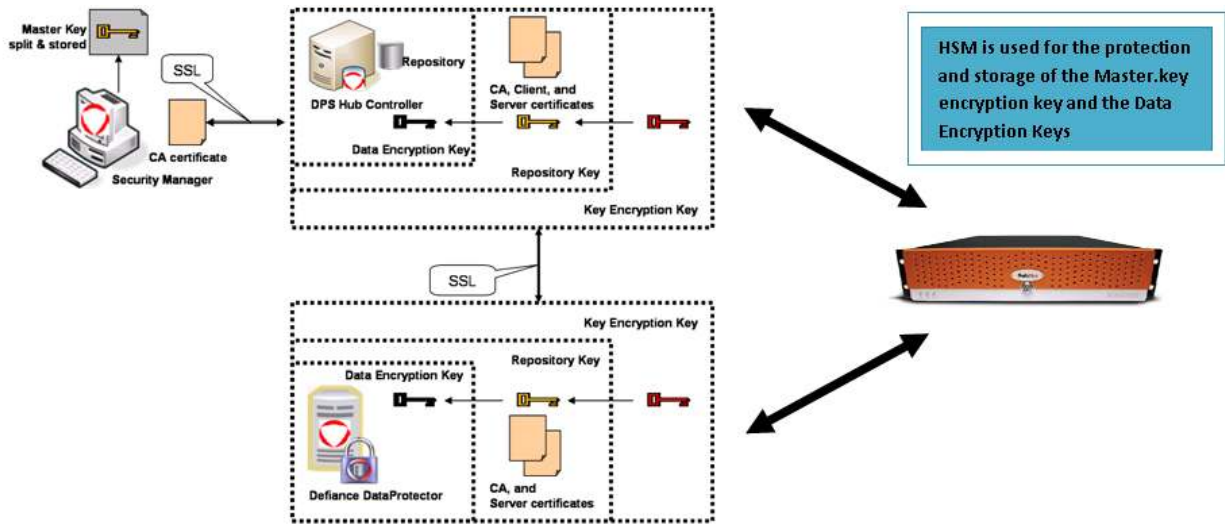 Master Key
split & stored
SSL
CA certificate
Security Manager
Repository
DPS Hub Controller
CA, Client, and
Server certificates
Data Encryption Key
Repository Key
Key Encryption Key
HSM is used for the protection
and storage of the Master.key
encryption key and the Data
Encryption Keys
SSL
Key Encryption Key
Repository Key
Data Encryption Key
Defiance DataProtector
CA, and
Server certificates